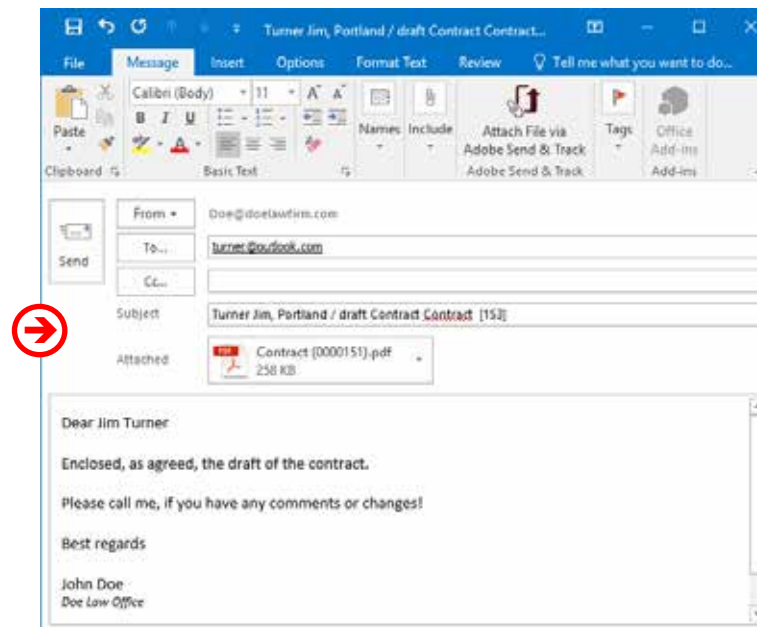 Turner Jim, Portland / draft Contract Contract...
File Message Insert Options Format Text Review Tell me what you want to do...
Calibri (Body) 11 A A
B I U
A
Paste Names Include Attach File via Adobe Send & Track Tags Office Add-ins
Clipboard Basic Text Adobe Send & Track Add-ins
From Doe@doelawfirm.com
To... turner@outlook.com
Send
Cc...
Subject Turner Jim, Portland / draft Contract Contract [153]
Attached PDF Contract (0000151).pdf
258 KB
Dear Jim Turner
Enclosed, as agreed, the draft of the contract.
Please call me, if you have any comments or changes!
Best regards
John Doe
Doe Law Office